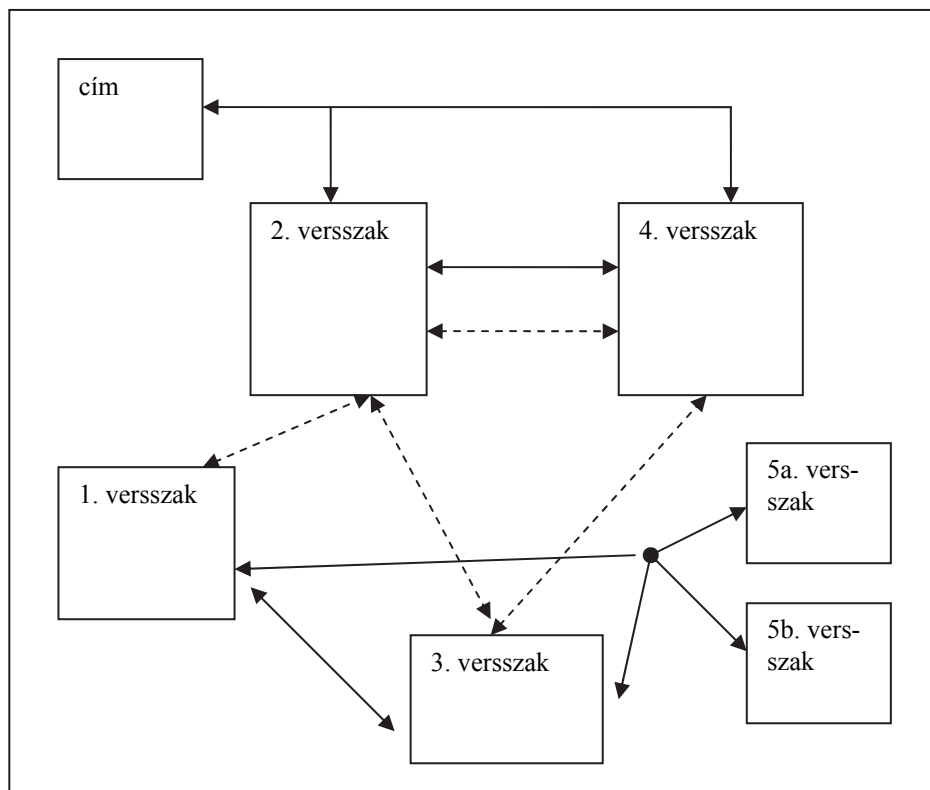 cím
2. versszak
4. versszak
1. versszak
5a. vers-
szak
3. versszak
5b. vers-
szak